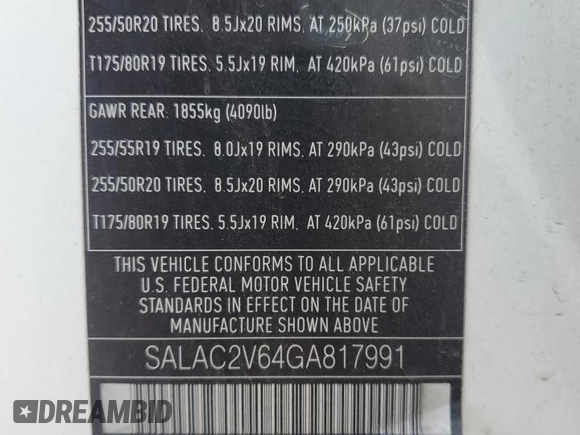 255/50R20 TIRES. 8.5Jx20 RIMS. AT 250kPa (37psi) COLD
T175/80R19 TIRES. 5.5Jx19 RIM. AT 420kPa (61psi) COLD
GAWR REAR: 1855kg (4090lb)
255/55R19 TIRES. 8.0Jx19 RIMS. AT 290kPa (43psi) COLD
255/50R20 TIRES. 8.5Jx20 RIMS. AT 290kPa (43psi) COLD
T175/80R19 TIRES. 5.5Jx19 RIM. AT 420kPa (61psi) COLD
THIS VEHICLE CONFORMS TO ALL APPLICABLE
U.S. FEDERAL MOTOR VEHICLE SAFETY
STANDARDS IN EFFECT ON THE DATE OF
MANUFACTURE SHOWN ABOVE
SALAC2V64GA817991
DREAMBID